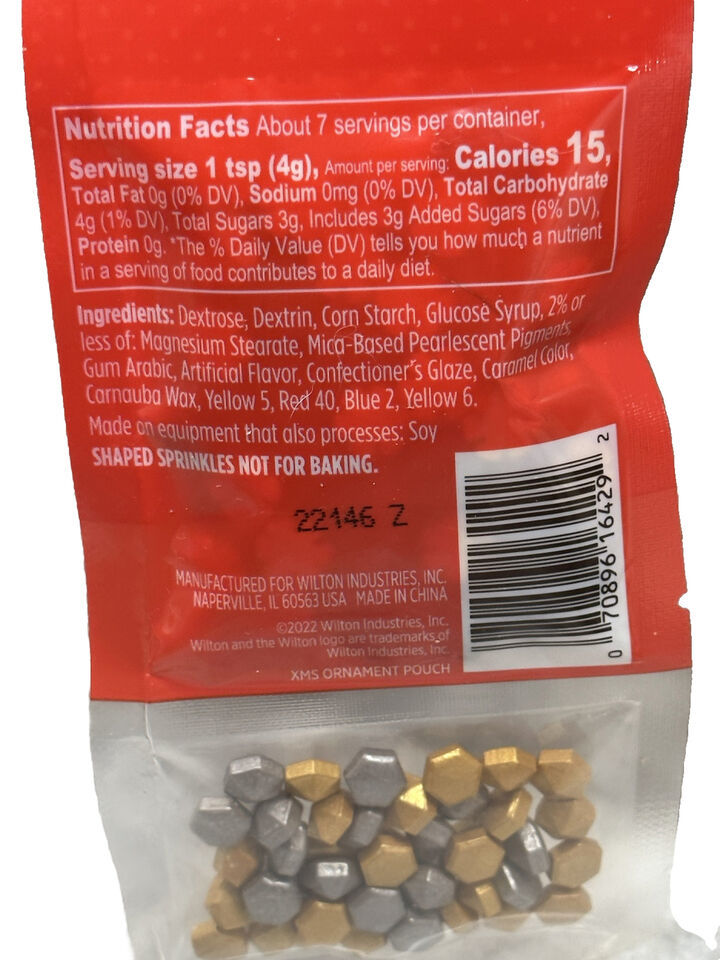 Nutrition Facts About 7 servings per container,
Serving size 1 tsp (4g), Amount per serving: Calories 15,
Total Fat 0g (0% DV), Sodium 0mg (0% DV), Total Carbohydrate
4g (1% DV), Total Sugars 3g, Includes 3g Added Sugars (6% DV),
Protein 0g. *The % Daily Value (DV) tells you how much a nutrient
in a serving of food contributes to a daily diet.
Ingredients: Dextrose, Dextrin, Corn Starch, Glucose Syrup, 2% or
less of: Magnesium Stearate, Mica-Based Pearlescent Pigments,
Gum Arabic, Artificial Flavor, Confectioner's Glaze, Caramel Color,
Carnauba Wax, Yellow 5, Red 40, Blue 2, Yellow 6.
Made on equipment that also processes: Soy
SHAPED SPRINKLES NOT FOR BAKING.
22146 Z
0 70896 16429 2
MANUFACTURED FOR WILTON INDUSTRIES, INC.
NAPERVILLE, IL 60563 USA MADE IN CHINA
©2022 Wilton Industries, Inc.
Wilton and the Wilton logo are trademarks of
Wilton Industries, Inc.
XMS ORNAMENT POUCH